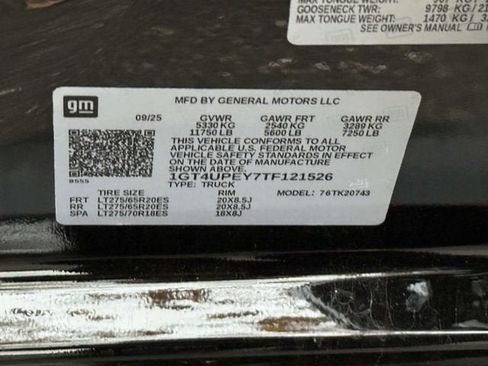 MAX TONGUE WEIGHT:
GOOSENECK TWR: 9798 KG / 21
MAX TONGUE WEIGHT: 1470 KG / 3
SEE OWNER'S MANUAL
gm
MFD BY GENERAL MOTORS LLC
09/25 GVWR GAWR FRT GAWR RR
5330 KG 2540 KG 3289 KG
11750 LB 5600 LB 7250 LB
THIS VEHICLE CONFORMS TO ALL
APPLICABLE U.S. FEDERAL MOTOR
VEHICLE SAFETY STANDARDS IN EFFECT
ON THE DATE OF MANUFACTURE SHOWN ABOVE.
1GT4UPEY7TF121526
TYPE: TRUCK MODEL: 76TK20743
B555
TIRE SIZE RIM
FRT LT275/65R20ES 20X8.5J
RR LT275/65R20ES 20X8.5J
SPA LT275/70R18ES 18X8J